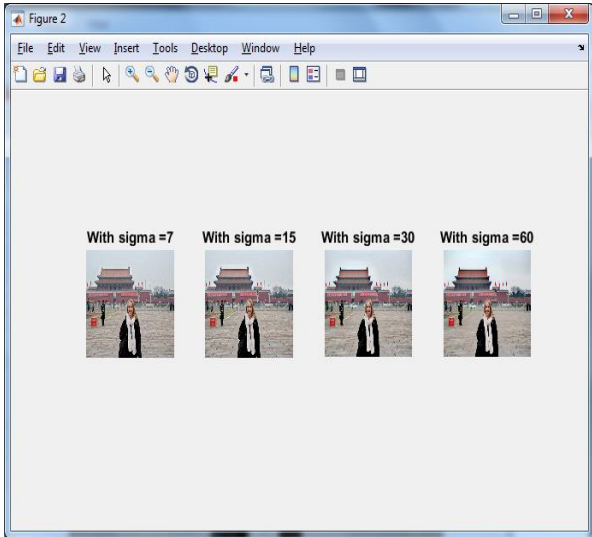 Figure 2
File Edit View Insert Tools Desktop Window Help
With sigma =7 With sigma =15 With sigma =30 With sigma =60